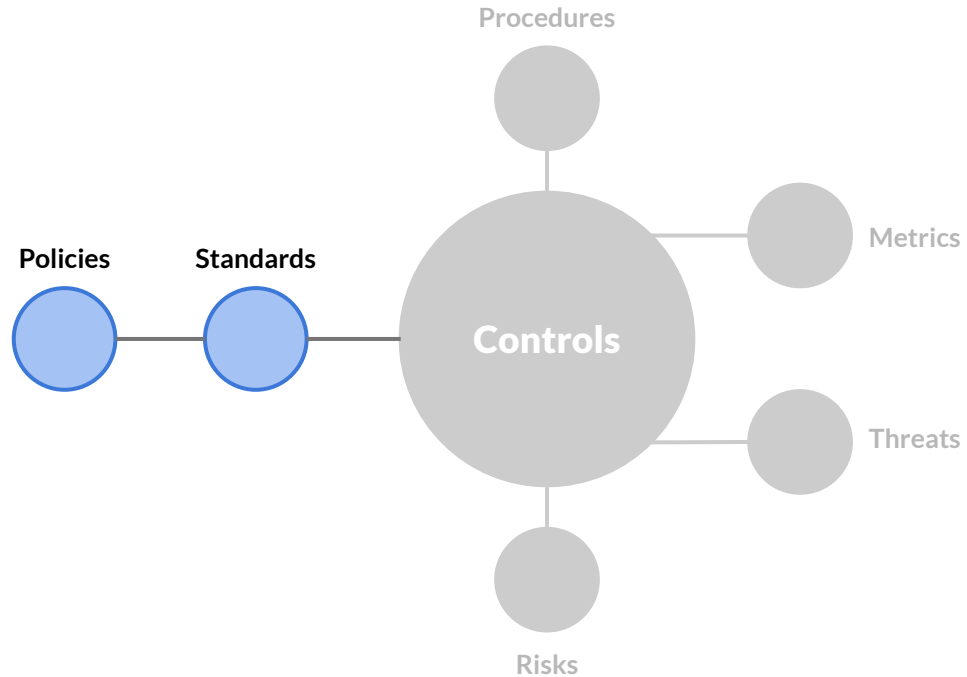 Procedures
Metrics
Policies
Standards
Controls
Threats
Risks